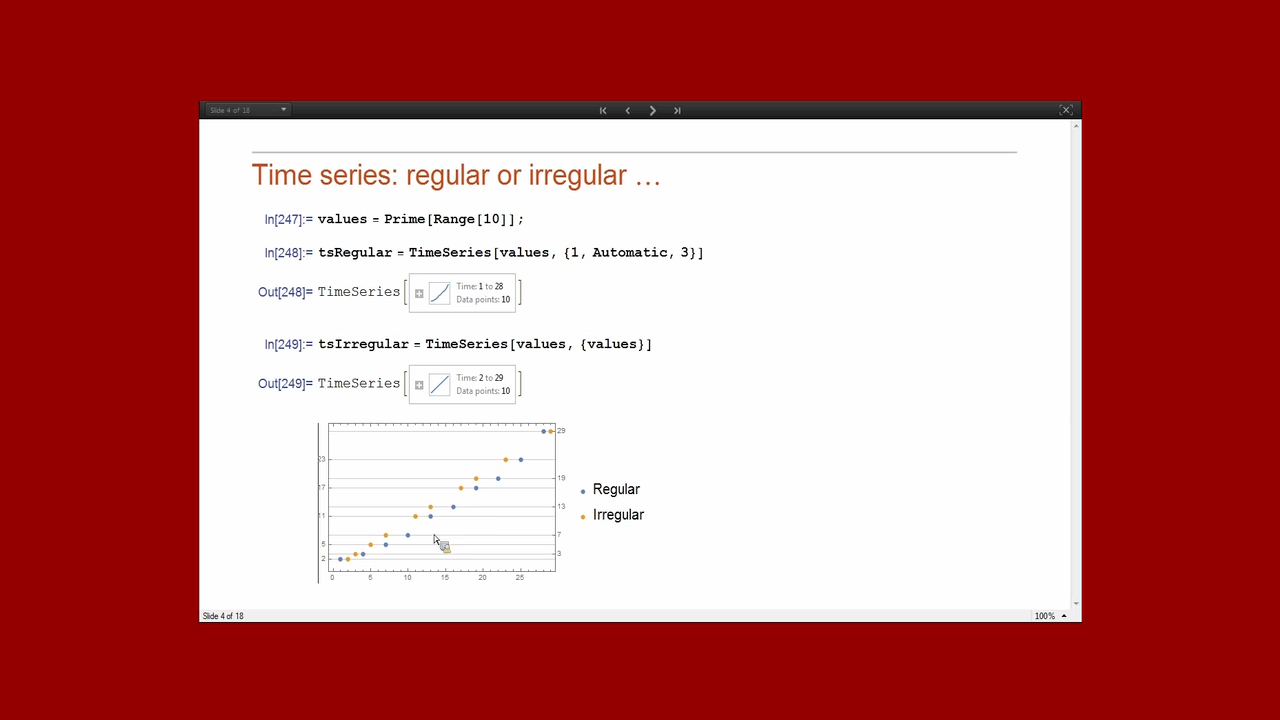 Slide 4 of 18
Time series: regular or irregular …
In[247]:= values = Prime[Range[10]];
In[248]:= tsRegular = TimeSeries[values, {1, Automatic, 3}]
Out[248]= TimeSeries[
Time: 1 to 28
Data points: 10
]
In[249]:= tsIrregular = TimeSeries[values, {values}]
Out[249]= TimeSeries[
Time: 2 to 29
Data points: 10
]
29
23
19
17
13
11
7
5
3
2
0 5 10 15 20 25
Regular
Irregular
Slide 4 of 18 100%